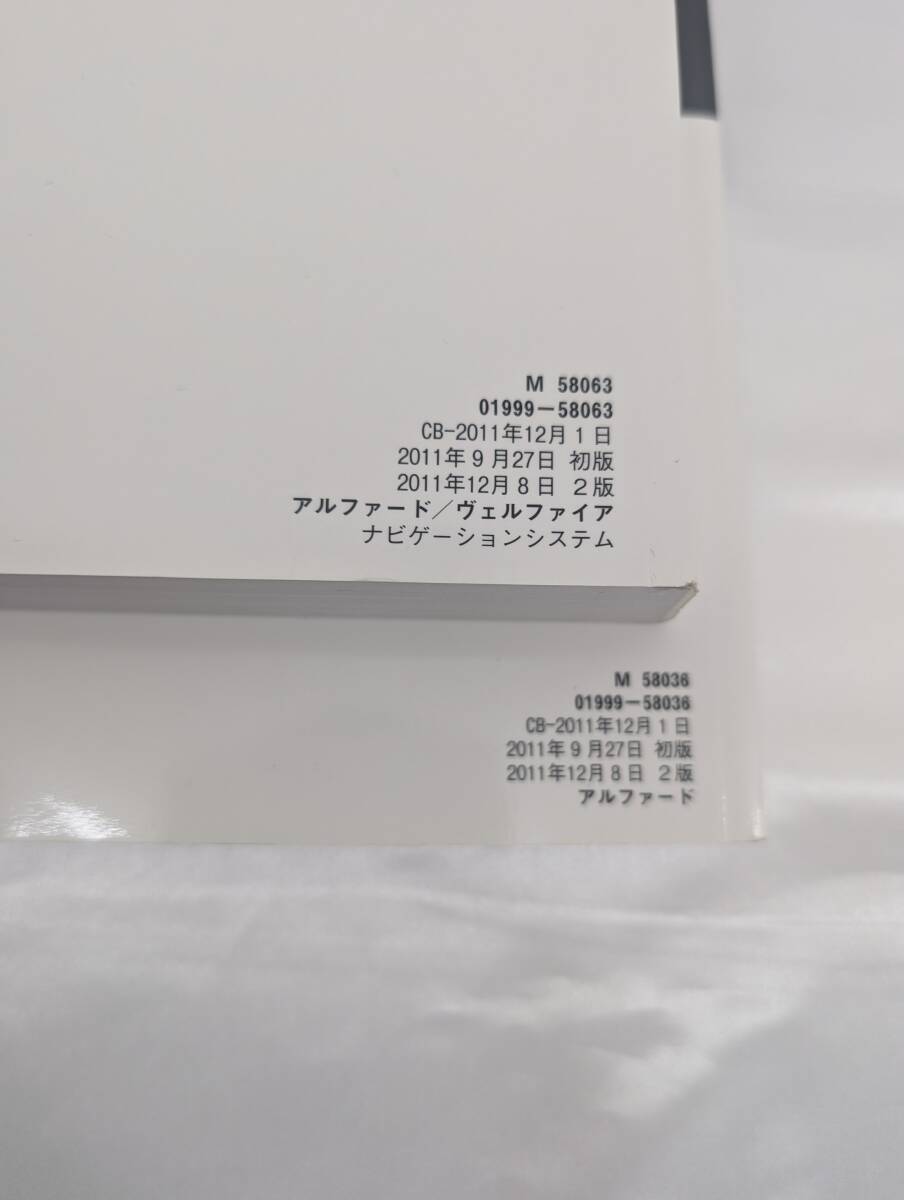 M 58063
01999-58063
CB-2011年12月1日
2011年9月27日 初版
2011年12月8日 2版
アルファード/ヴェルファイア
ナビゲーションシステム
M 58036
01999-58036
CB-2011年12月1日
2011年9月27日 初版
2011年12月8日 2版
アルファード